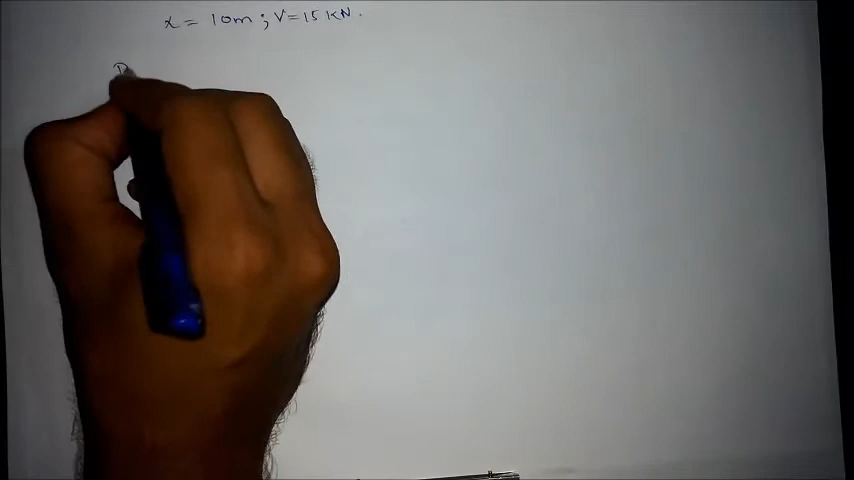 x = 10m ; V = 15 kN.